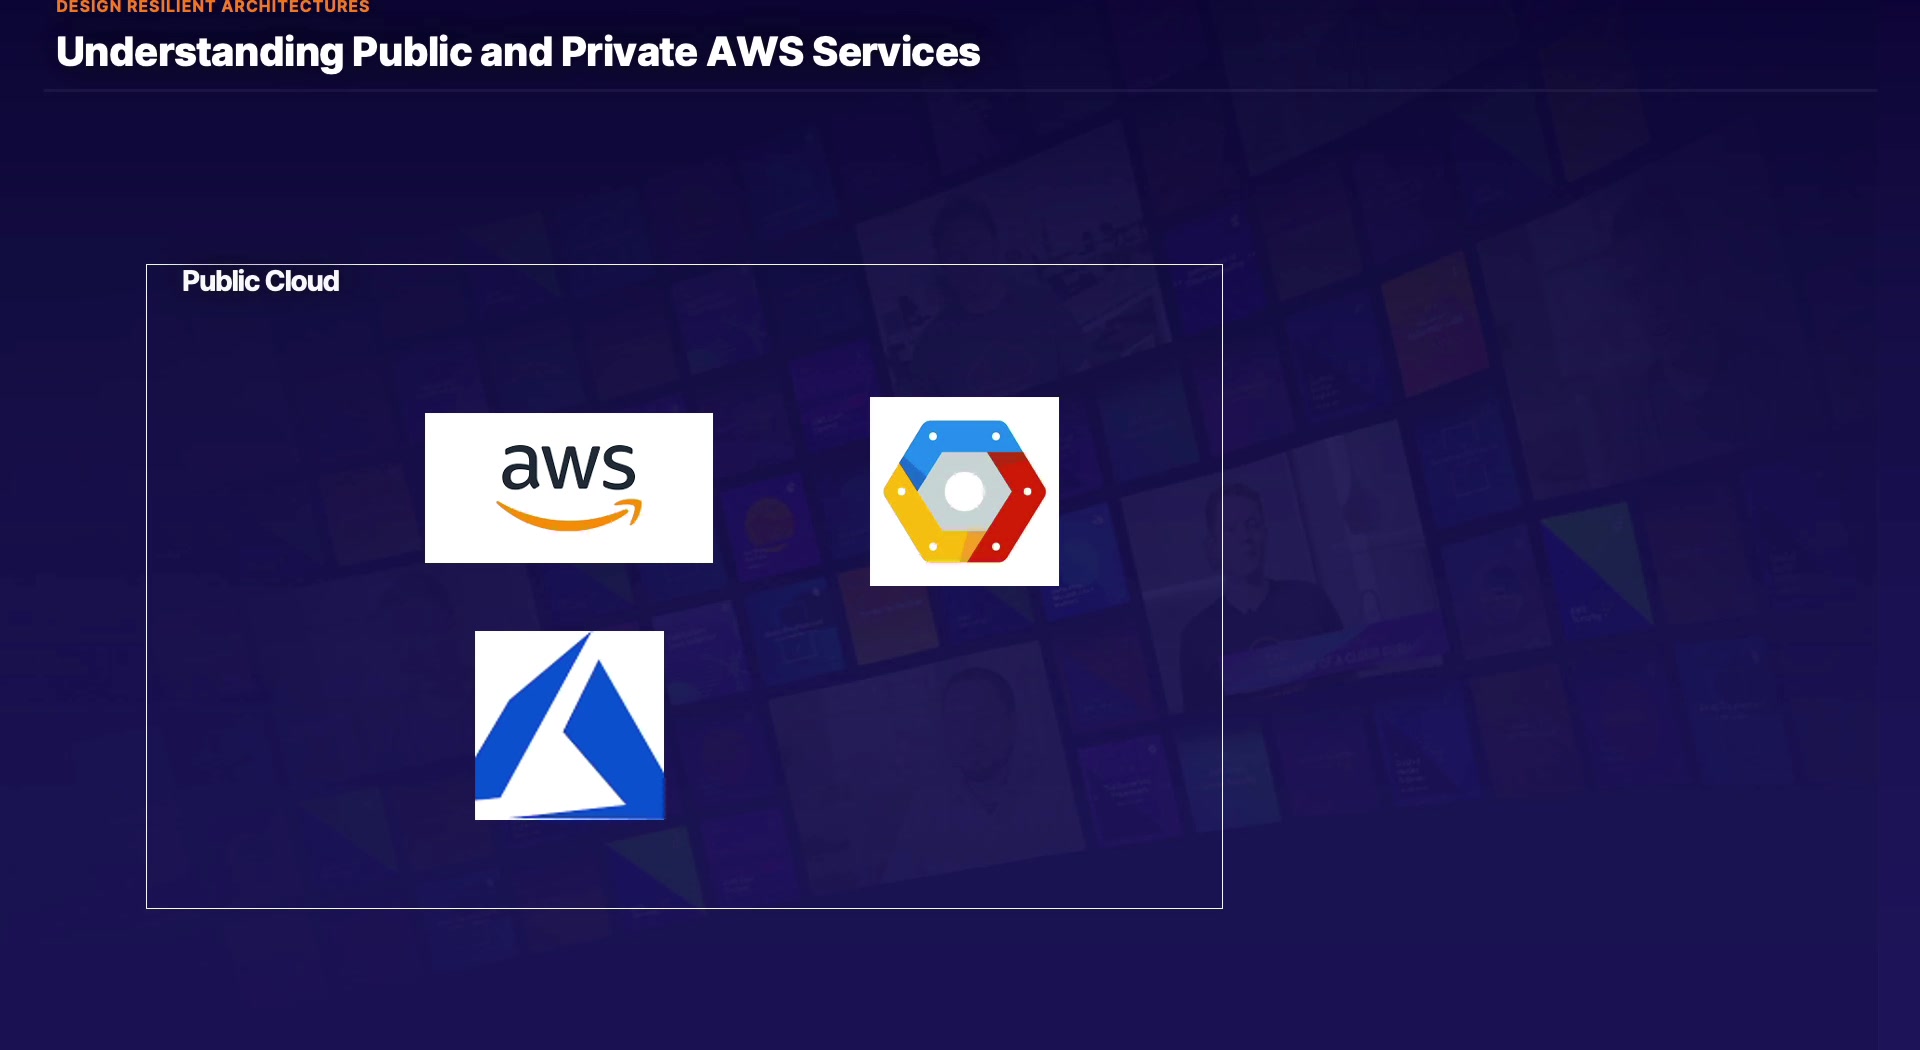 DESIGN RESILIENT ARCHITECTURES
Understanding Public and Private AWS Services
Public Cloud
aws